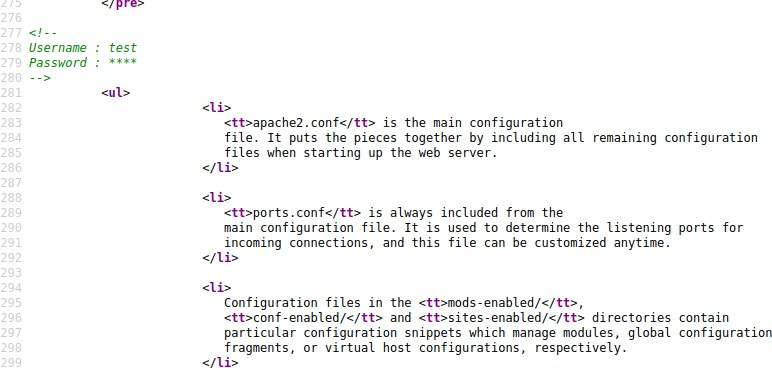 275 </pre>
276
277 <!--
278 Username : test
279 Password : ****
280 -->
281 <ul>
282 <li>
283 <tt>apache2.conf</tt> is the main configuration
284 file. It puts the pieces together by including all remaining configuration
285 files when starting up the web server.
286 </li>
287
288 <li>
289 <tt>ports.conf</tt> is always included from the
290 main configuration file. It is used to determine the listening ports for
291 incoming connections, and this file can be customized anytime.
292 </li>
293
294 <li>
295 Configuration files in the <tt>mods-enabled/</tt>,
296 <tt>conf-enabled/</tt> and <tt>sites-enabled/</tt> directories contain
297 particular configuration snippets which manage modules, global configuration
298 fragments, or virtual host configurations, respectively.
299 </li>